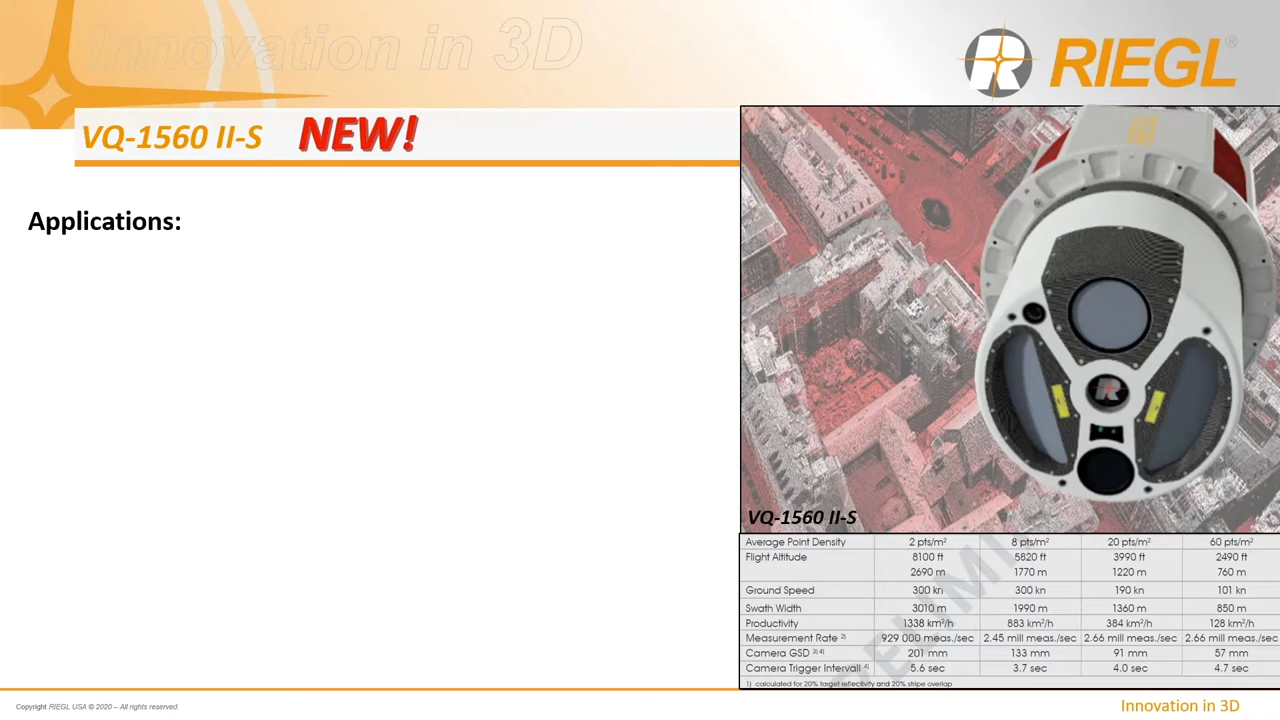 Innovation in 3D
RIEGL®
VQ-1560 II-S NEW!
Applications:
VQ-1560 II-S
Average Point Density 2 pts/m² 8 pts/m² 20 pts/m² 60 pts/m²
Flight Altitude 8100 ft 5820 ft 3990 ft 2490 ft
2690 m 1770 m 1220 m 760 m
Ground Speed 300 kn 300 kn 190 kn 101 kn
Swath Width 3010 m 1990 m 1360 m 850 m
Productivity 1338 km²/h 883 km²/h 384 km²/h 128 km²/h
Measurement Rate ²⁾ 929 000 meas./sec 2.45 mill meas./sec 2.66 mill meas./sec 2.66 mill meas./sec
Camera GSD ³⁾ ⁴⁾ 201 mm 133 mm 91 mm 57 mm
Camera Trigger Intervall ⁴⁾ 5.6 sec 3.7 sec 4.0 sec 4.7 sec
1) calculated for 20% target reflectivity and 20% stripe overlap
Copyright RIEGL USA © 2020 – All rights reserved.
Innovation in 3D